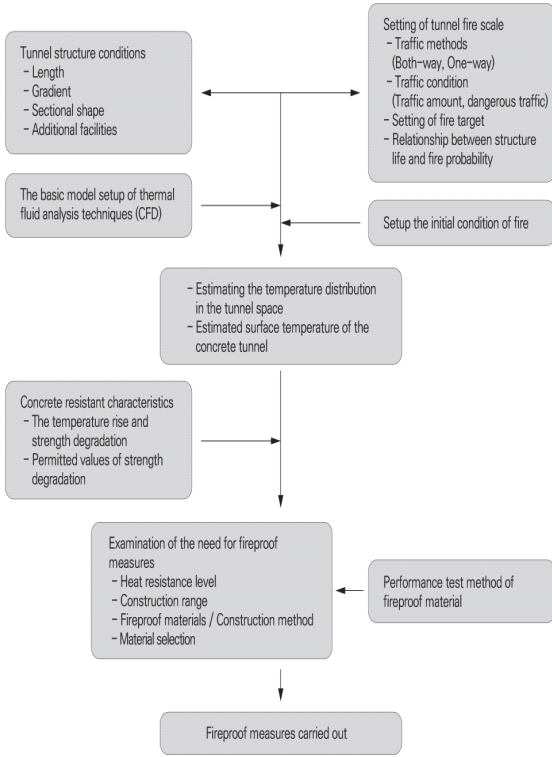 Tunnel structure conditions
- Length
- Gradient
- Sectional shape
- Additional facilities
Setting of tunnel fire scale
- Traffic methods
(Both-way, One-way)
- Traffic condition
(Traffic amount, dangerous traffic)
- Setting of fire target
- Relationship between structure
life and fire probability
The basic model setup of thermal
fluid analysis techniques (CFD)
Setup the initial condition of fire
- Estimating the temperature distribution
in the tunnel space
- Estimated surface temperature of the
concrete tunnel
Concrete resistant characteristics
- The temperature rise and
strength degradation
- Permitted values of strength
degradation
Examination of the need for fireproof
measures
- Heat resistance level
- Construction range
- Fireproof materials / Construction method
- Material selection
Performance test method of
fireproof material
Fireproof measures carried out